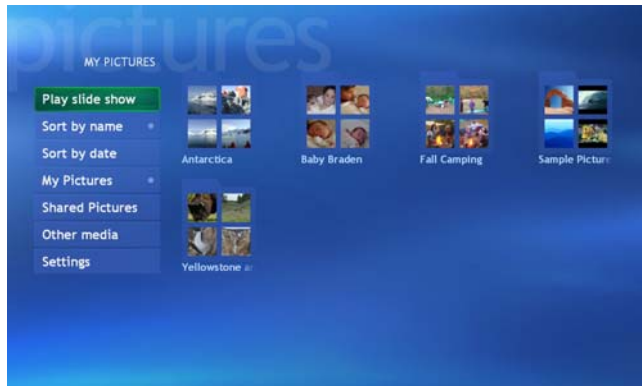 pictures
MY PICTURES
Play slide show
Sort by name
Sort by date
My Pictures
Shared Pictures
Other media
Settings
Antarctica
Baby Braden
Fall Camping
Sample Picture
Yellowstone a